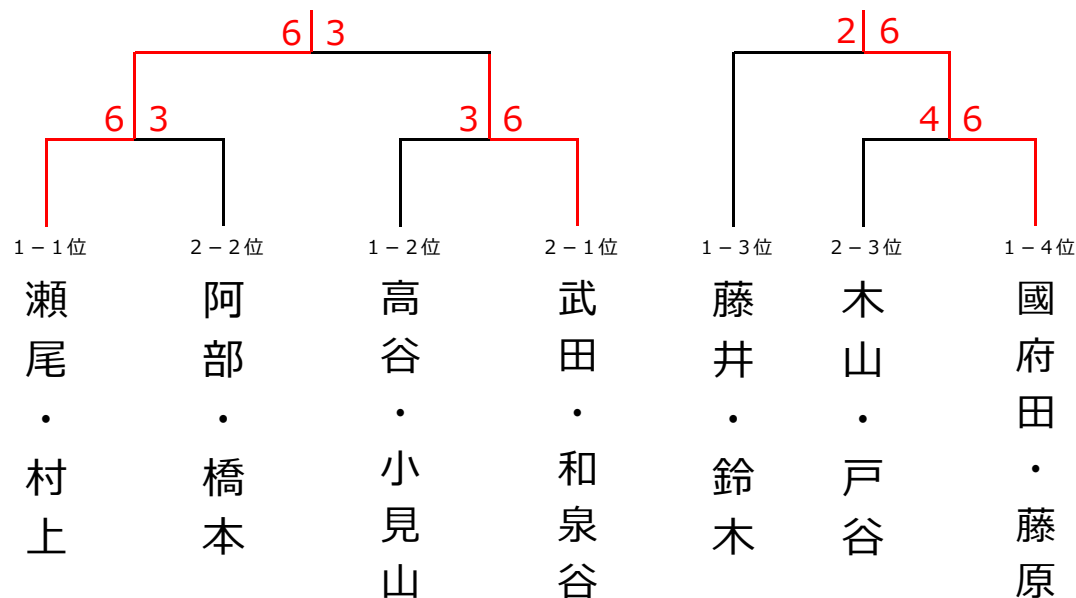 6 3
2 6
6 3
3 6
4 6
1－1位
2－2位
1－2位
2－1位
1－3位
2－3位
1－4位
瀬尾・村上
阿部・橋本
高谷・小見山
武田・和泉谷
藤井・鈴木
木山・戸谷
國府田・藤原